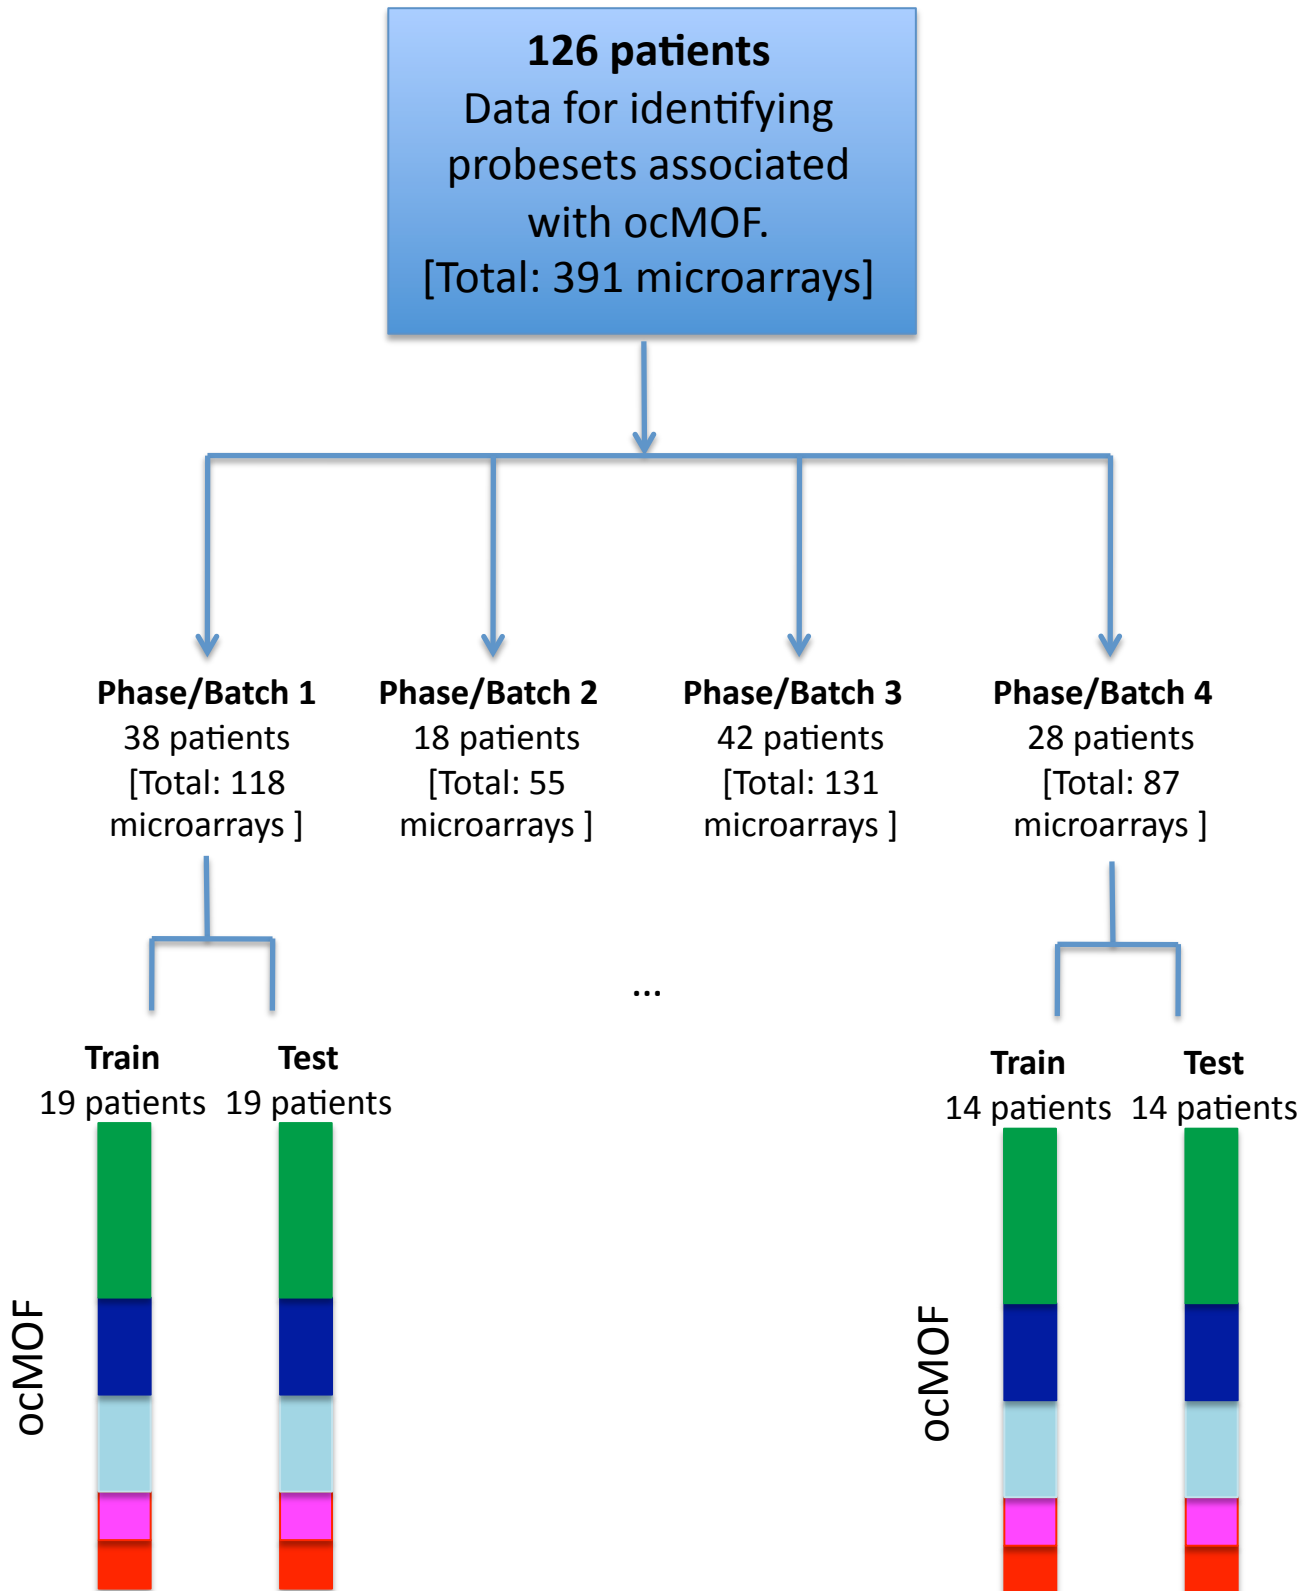 126 patients
Data for identifying
probesets associated
with ocMOF.
[Total: 391 microarrays]
Phase/Batch 1
38 patients
[Total: 118
microarrays ]
Phase/Batch 2
18 patients
[Total: 55
microarrays ]
Phase/Batch 3
42 patients
[Total: 131
microarrays ]
Phase/Batch 4
28 patients
[Total: 87
microarrays ]
...
Train
19 patients
Test
19 patients
ocMOF
Train
14 patients
Test
14 patients
ocMOF